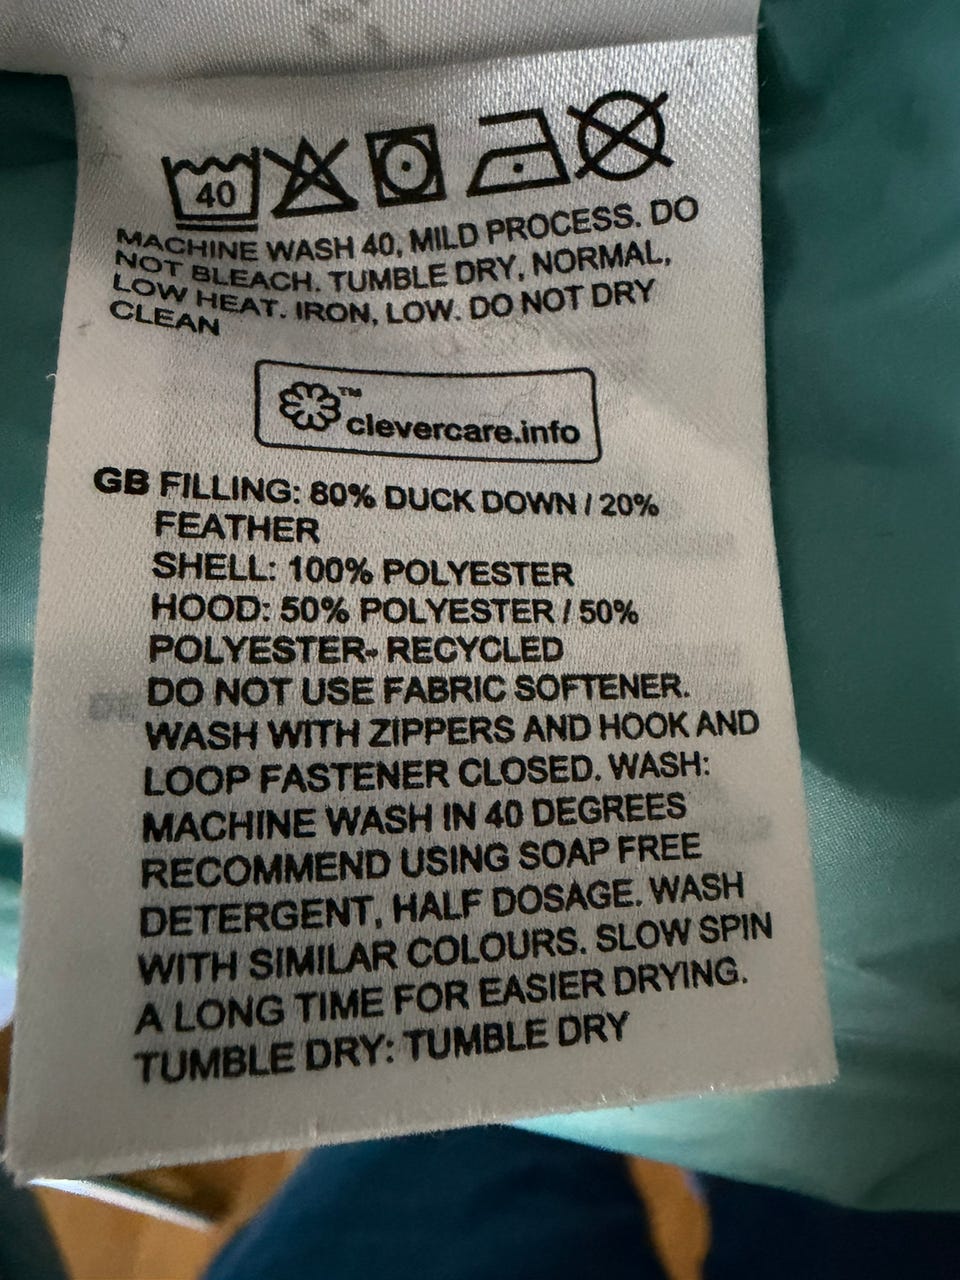 40
MACHINE WASH 40, MILD PROCESS. DO
NOT BLEACH. TUMBLE DRY, NORMAL,
LOW HEAT. IRON, LOW. DO NOT DRY
CLEAN
™
clevercare.info
GB FILLING: 80% DUCK DOWN / 20%
FEATHER
SHELL: 100% POLYESTER
HOOD: 50% POLYESTER / 50%
POLYESTER- RECYCLED
DO NOT USE FABRIC SOFTENER.
WASH WITH ZIPPERS AND HOOK AND
LOOP FASTENER CLOSED. WASH:
MACHINE WASH IN 40 DEGREES
RECOMMEND USING SOAP FREE
DETERGENT, HALF DOSAGE. WASH
WITH SIMILAR COLOURS. SLOW SPIN
A LONG TIME FOR EASIER DRYING.
TUMBLE DRY: TUMBLE DRY